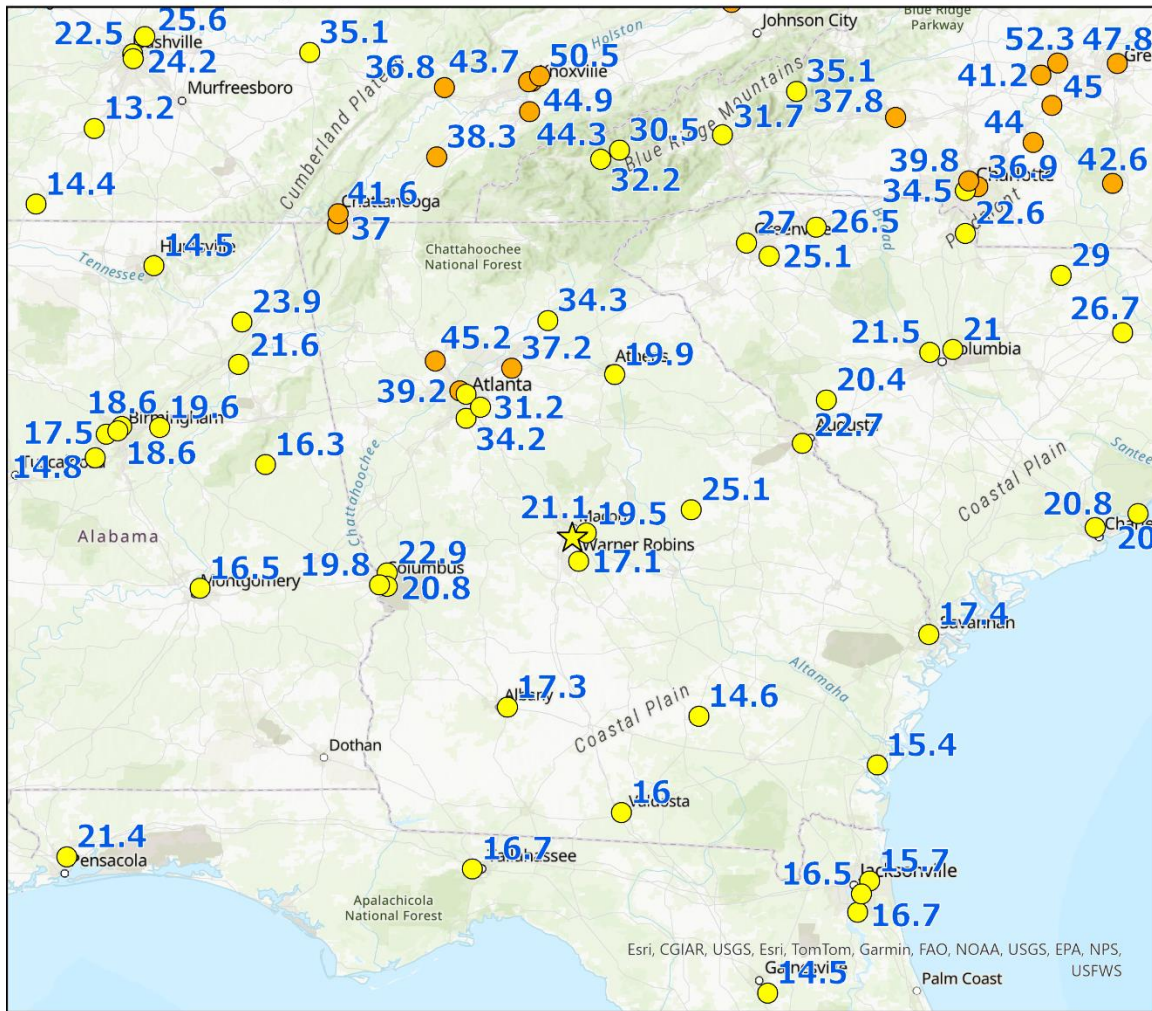 25.6
22.5
Nashville
24.2
Murfreesboro
13.2
14.4
35.1
Cumberland Plateau
36.8
43.7
50.5
Knoxville
Holston
Johnson City
Blue Ridge
Parkway
44.9
38.3
44.3
30.5
32.2
Blue Ridge Mountains
31.7
35.1
37.8
52.3
47.8
41.2
45
44
39.8
36.9
Charlotte
34.5
42.6
22.6
Piedmont
41.6
Chattanooga
37
Chattahoochee
National Forest
Huntsville
14.5
Tennessee
27
26.5
Greenville
25.1
Broad
29
26.7
23.9
21.6
34.3
45.2
37.2
39.2
Atlanta
31.2
34.2
Athens
19.9
21.5
21
Columbia
20.4
Augusta
22.7
18.6
19.6
Birmingham
17.5
18.6
14.8
Tuscaloosa
16.3
Chattahoochee
Alabama
21.1
Macon
19.5
Warner Robins
17.1
25.1
Coastal Plain
Santee
20.8
20
16.5
Montgomery
19.8
22.9
Columbus
20.8
17.4
Savannah
Altamaha
17.3
Albany
Coastal Plain
14.6
Dothan
15.4
16
Valdosta
21.4
Pensacola
16.7
Tallahassee
Apalachicola
National Forest
15.7
16.5
Jacksonville
16.7
Esri, CGIAR, USGS, Esri, TomTom, Garmin, FAO, NOAA, USGS, EPA, NPS,
USFWS
Gainesville
14.5
Palm Coast